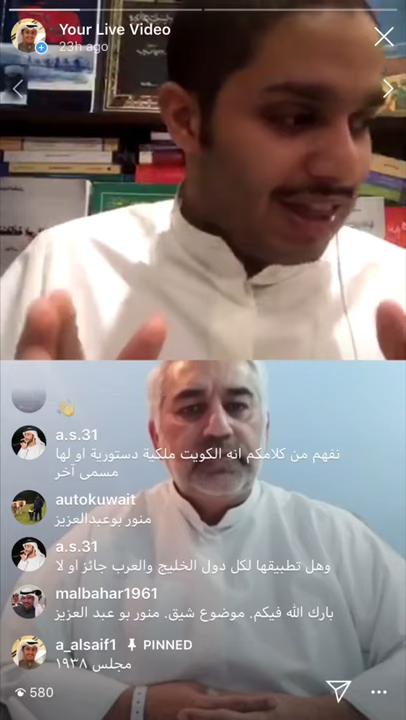 Your Live Video
23h ago
a.s.31
نفهم من كلامكم انه الكويت ملكية دستورية او لها
مسمى آخر
autokuwait
منور بوعبدالعزيز
a.s.31
وهل تطبيقها لكل دول الخليج والعرب جائز او لا
malbahar1961
بارك الله فيكم. موضوع شيق. منور بو عبد العزيز
a_alsaif1 PINNED
مجلس ١٩٣٨
580